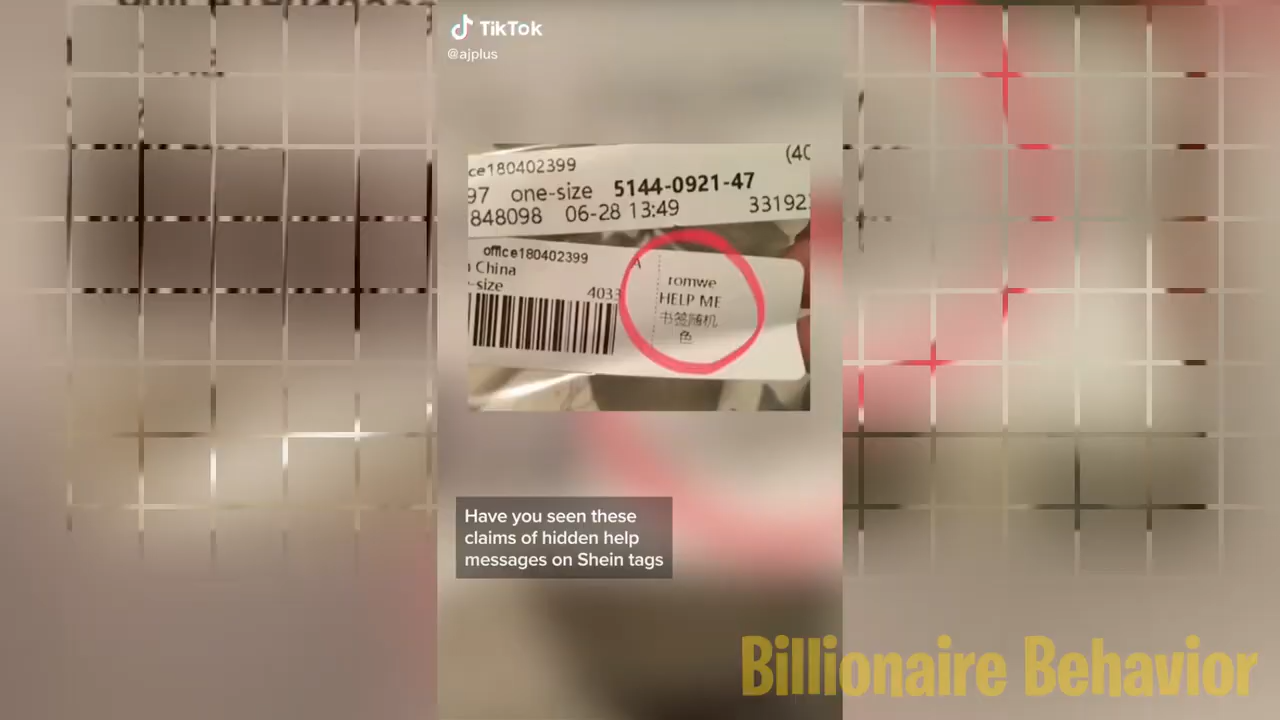 TikTok
@ajplus
ce180402399
(40
97 one-size 5144-0921-47
848098 06-28 13:49
33192
office180402399
China
-size
4033
A
romwe
HELP ME
书签随机
色
Have you seen these
claims of hidden help
messages on Shein tags
Billionaire Behavior